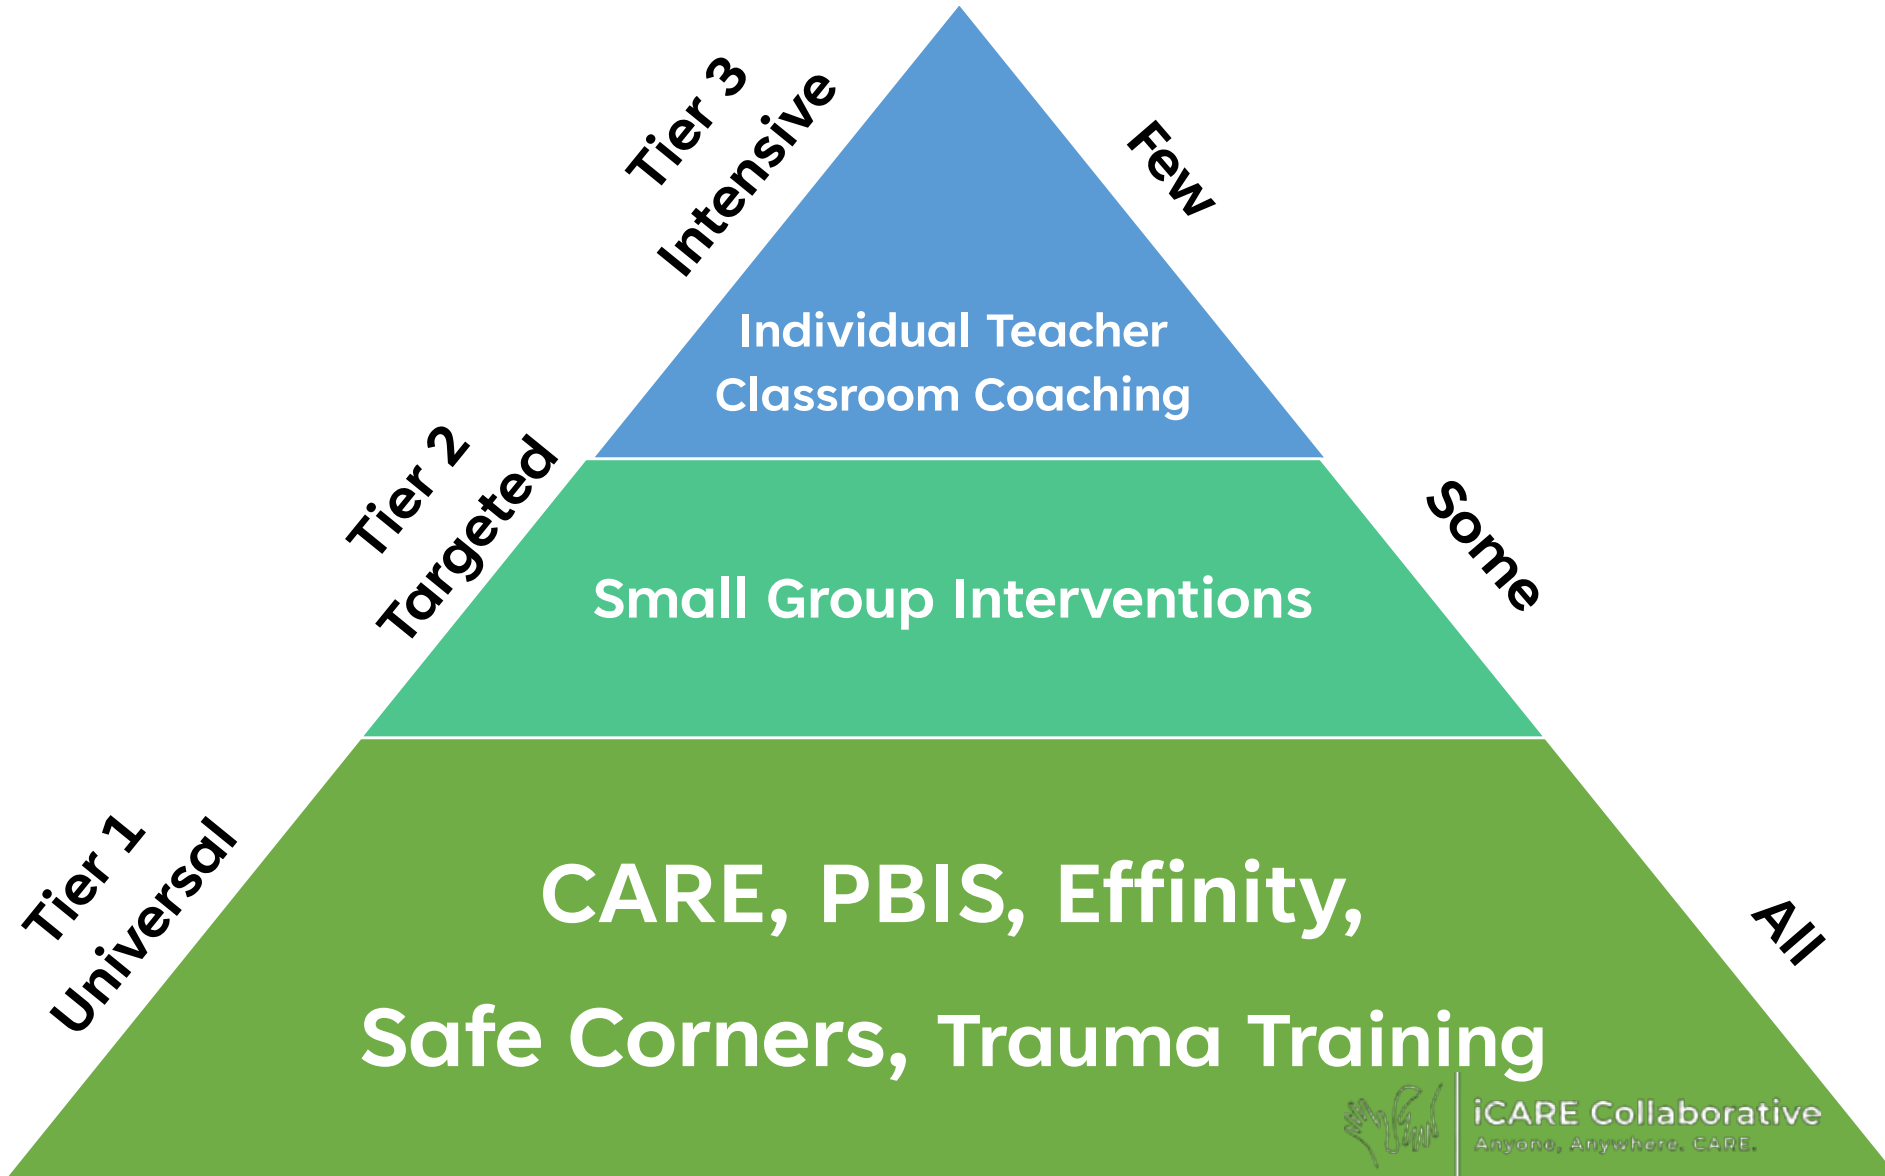 Tier 3
Intensive
Few
Individual Teacher
Classroom Coaching
Tier 2
Targeted
Some
Small Group Interventions
Tier 1
Universal
All
CARE, PBIS, Effinity,
Safe Corners, Trauma Training
iCARE Collaborative
Anyone, Anywhere. CARE.